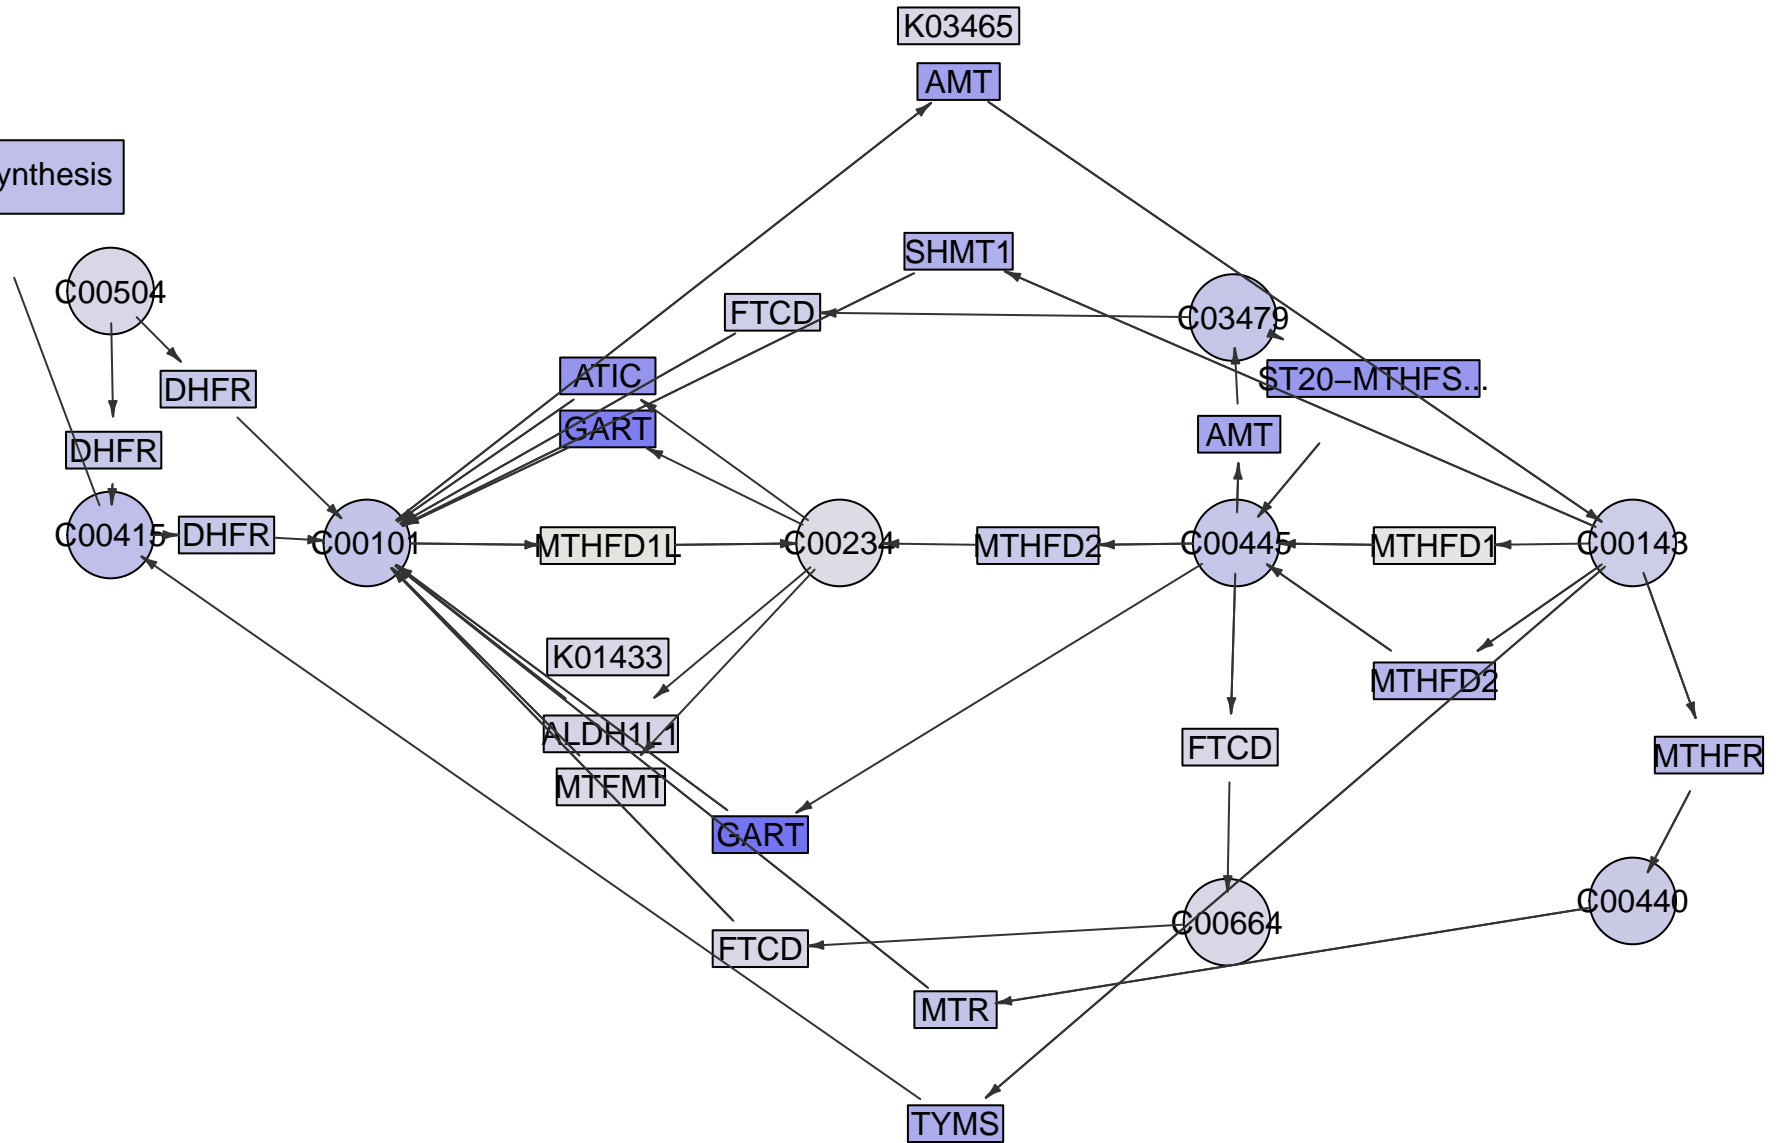 K03465
AMT
ynthesis
SHMT1
C00504
FTCD
C03479
ATIC
ST20−MTHFS...
DHFR
GART
AMT
DHFR
C00415
DHFR
C00101
MTHFD1L
C00234
MTHFD2
C00445
MTHFD1
C00143
K01433
MTHFD2
ALDH1L1
FTCD
MTHFR
MTFMT
GART
C00440
C00664
FTCD
MTR
TYMS